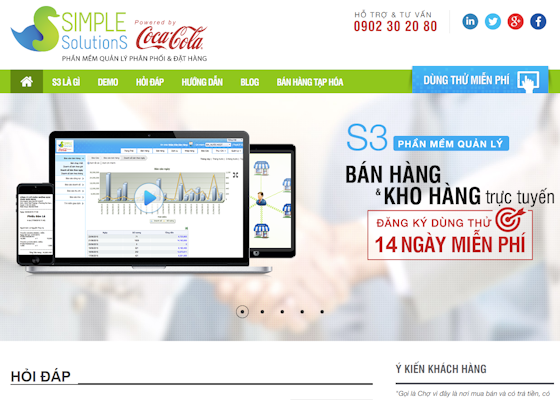 SIMPLE
SolutionS
Powered by
Coca-Cola
PHẦN MỀM QUẢN LÝ PHÂN PHỐI & ĐẶT HÀNG
HỖ TRỢ & TƯ VẤN
0902 30 20 80
S3 LÀ GÌ
DEMO
HỎI ĐÁP
HƯỚNG DẪN
BLOG
BÁN HÀNG TẠP HÓA
DÙNG THỬ MIỄN PHÍ
S3 PHẦN MỀM QUẢN LÝ
BÁN HÀNG
& KHO HÀNG trực tuyến
ĐĂNG KÝ DÙNG THỬ
14 NGÀY MIỄN PHÍ
HỎI ĐÁP
Ý KIẾN KHÁCH HÀNG
"Gọi là Chợ vì đây là nơi mua bán và có trả tiền, có